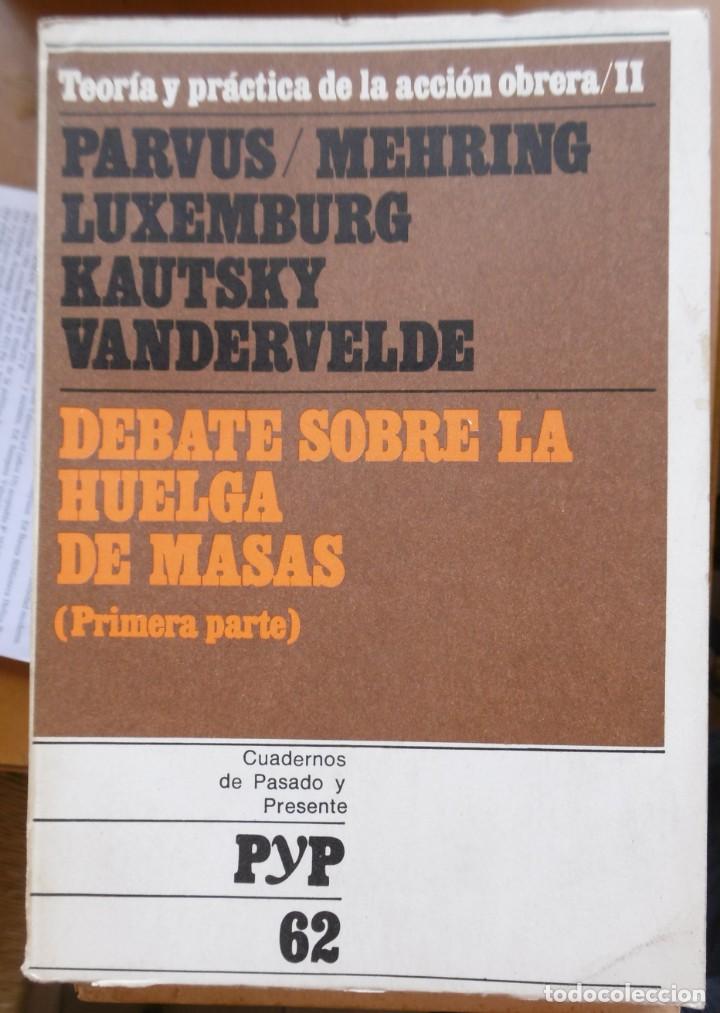 Teoría y práctica de la acción obrera/II
PARVUS/MEHRING
LUXEMBURG
KAUTSKY
VANDERVELDE
DEBATE SOBRE LA
HUELGA
DE MASAS
(Primera parte)
Cuadernos
de Pasado y
Presente
PyP
62
todocoleccion